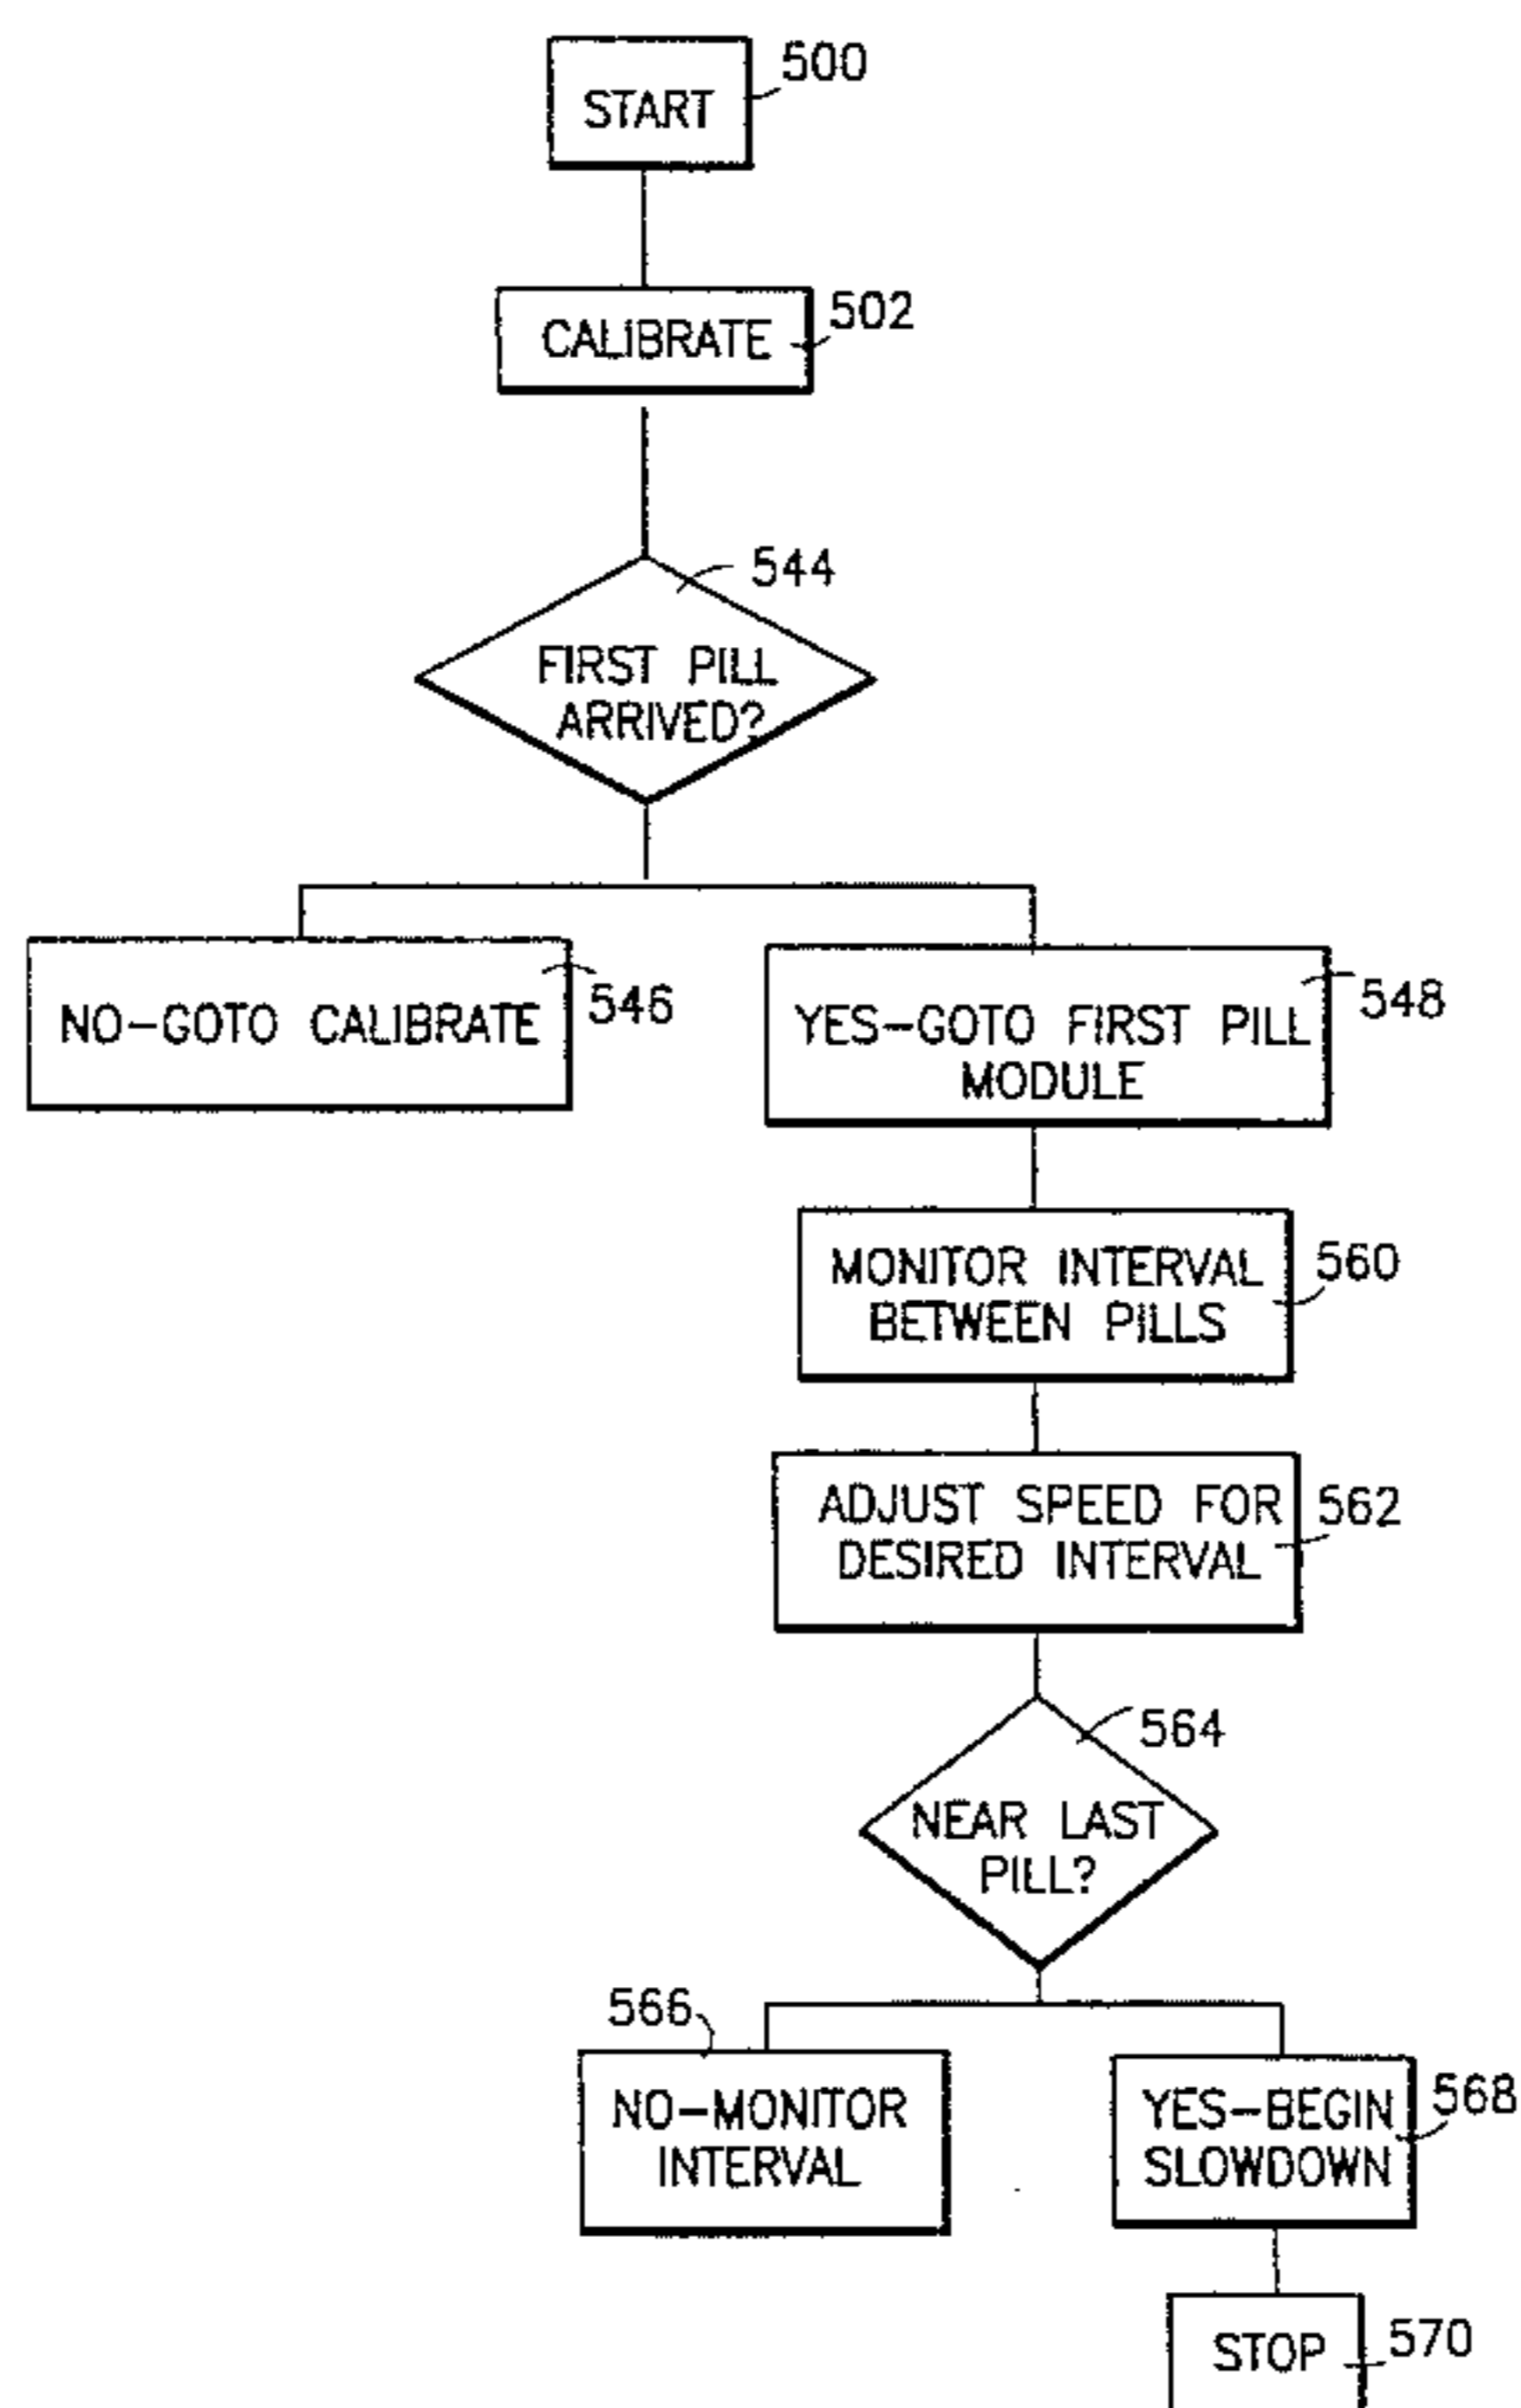 500
START
502
CALIBRATE
544
FIRST PILL
ARRIVED?
NO-GOTO CALIBRATE
546
YES-GOTO FIRST PILL
MODULE
548
MONITOR INTERVAL
BETWEEN PILLS
560
ADJUST SPEED FOR
DESIRED INTERVAL
562
564
NEAR LAST
PILL?
566
NO-MONITOR
INTERVAL
YES-BEGIN
SLOWDOWN
568
STOP
570